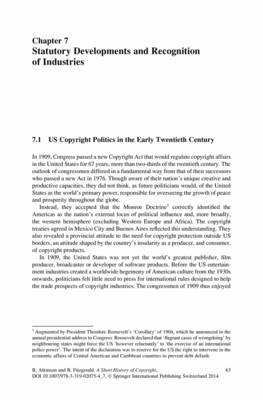 Chapter 7
Statutory Developments and Recognition
of Industries
7.1 US Copyright Politics in the Early Twentieth Century
In 1909, Congress passed a new Copyright Act that would regulate copyright affairs
in the United States for 67 years, more than two-thirds of the twentieth century. The
outlook of congressmen differed in a fundamental way from that of their successors
who passed a new Act in 1976. Though aware of their nation's unique creative and
productive capacities, they did not think, as future politicians would, of the United
States as the world's primary power, responsible for overseeing the growth of peace
and prosperity throughout the globe.
Instead, they accepted that the Monroe Doctrine¹ correctly identified the
Americas as the nation's external locus of political influence and, more broadly,
the western hemisphere (excluding Western Europe and Africa). The copyright
treaties agreed in Mexico City and Buenos Aires reflected this understanding. They
also revealed a provincial attitude to the need for copyright protection outside US
borders, an attitude shaped by the country's insularity as a producer, and consumer,
of copyright products.
In 1909, the United States was not yet the world's greatest publisher, film
producer, broadcaster or developer of software products. Before the US entertain-
ment industries created a worldwide hegemony of American culture from the 1930s
onwards, politicians felt little need to press for international rules designed to help
the trade prospects of copyright industries. The congressmen of 1909 thus enjoyed
¹ Augmented by President Theodore Roosevelt's 'Corollary' of 1904, which he announced in the
annual presidential address to Congress. Roosevelt declared that 'flagrant cases of wrongdoing' by
neighbouring states might force the US 'however reluctantly' to 'the exercise of an international
police power'. The intent of the declaration was to reserve for the US the right to intervene in the
economic affairs of Central American and Caribbean countries to prevent debt default.
B. Atkinson and B. Fitzgerald, A Short History of Copyright,
DOI 10.1007/978-3-319-02075-4_7, © Springer International Publishing Switzerland 2014
63